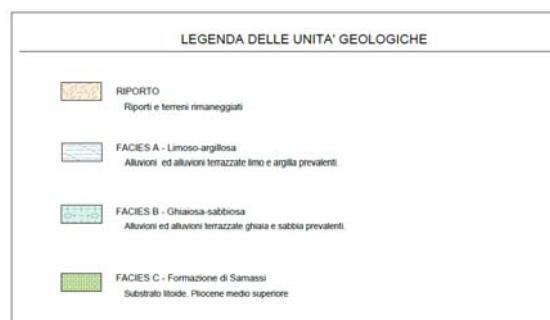 LEGENDA DELLE UNITA' GEOLOGICHE
RIPORTO
Riporti e terreni rimaneggiati
FACIES A - Limoso-argillosa
Alluvioni ed alluvioni terrazzate limo e argilla prevalenti.
FACIES B - Ghiaiosa-sabbiosa
Alluvioni ed alluvioni terrazzate ghiaia e sabbia prevalenti.
FACIES C - Formazione di Samassi
Substrato litoide. Pliocene medio superiore